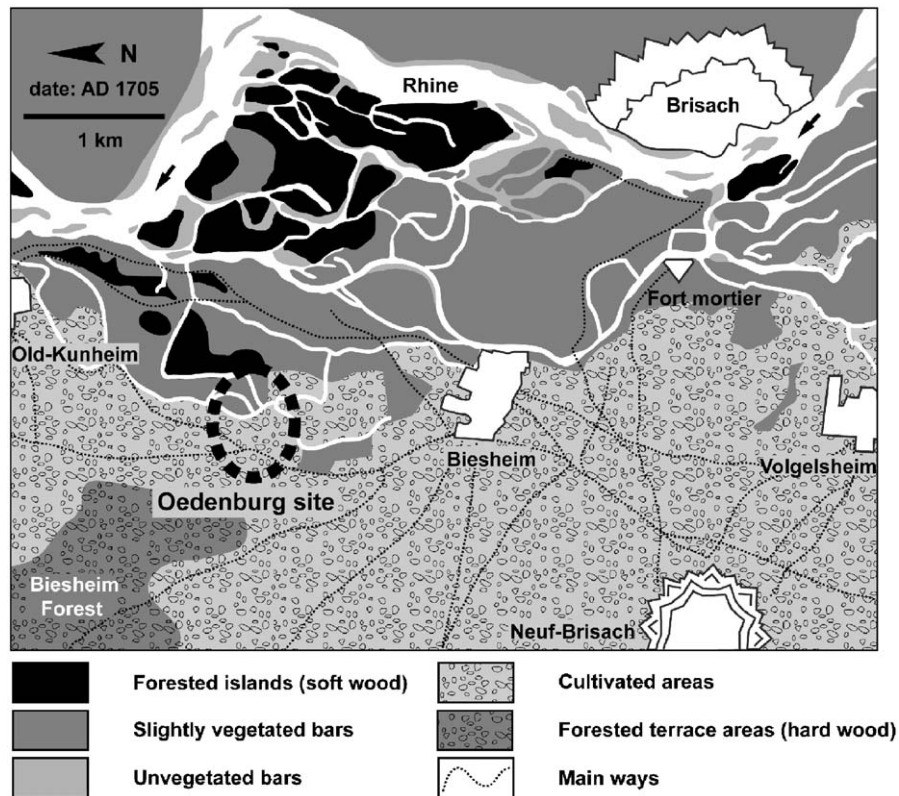 N
date: AD 1705
1 km
Rhine
Brisach
Fort mortier
Old-Kunheim
Biesheim
Volgelsheim
Oedenburg site
Biesheim
Forest
Neuf-Brisach
Forested islands (soft wood)
Cultivated areas
Slightly vegetated bars
Forested terrace areas (hard wood)
Unvegetated bars
Main ways